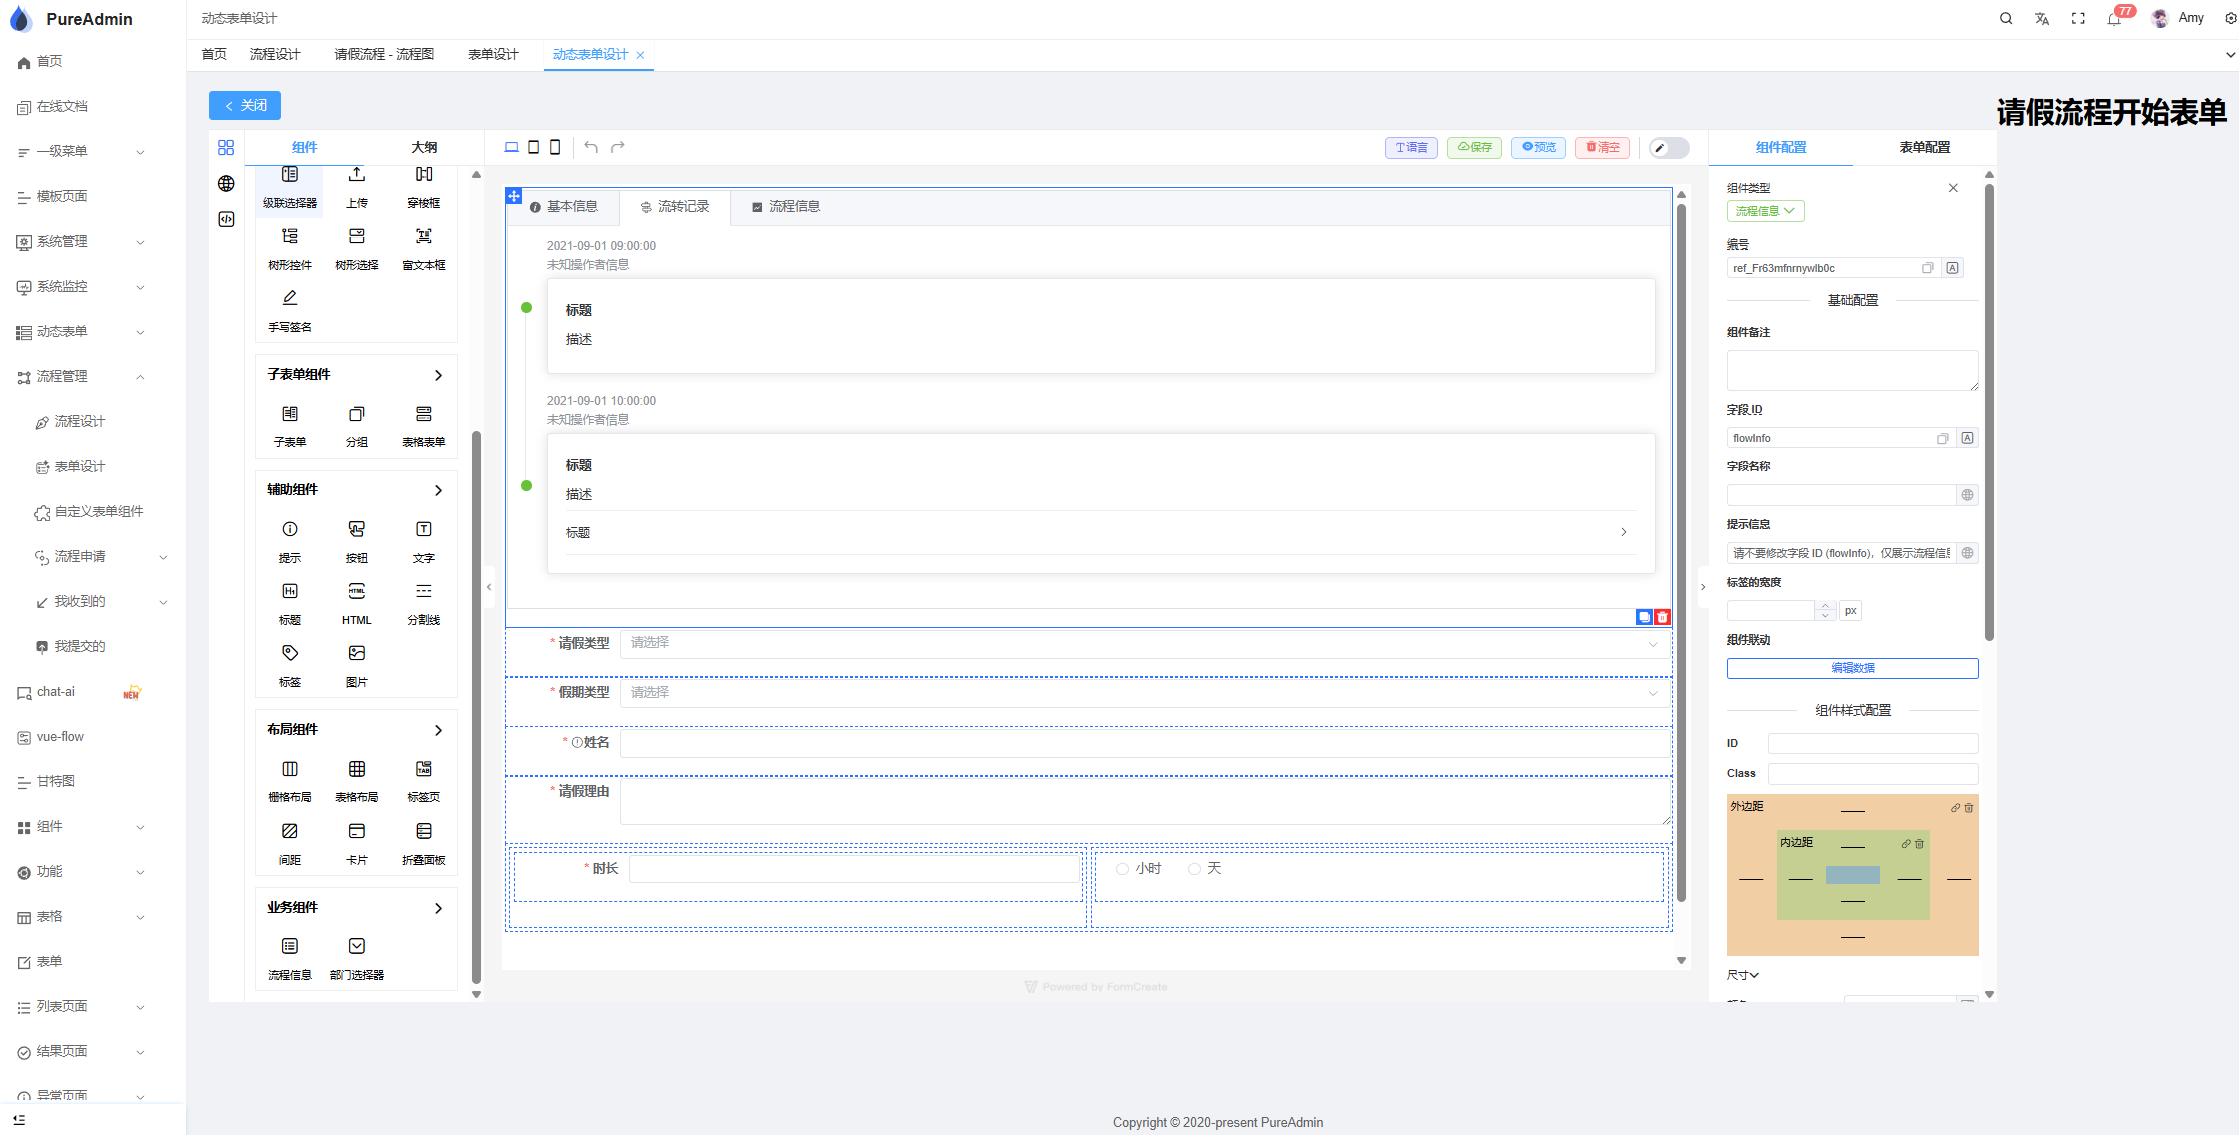 PureAdmin
动态表单设计
77
Amy
首页
流程设计
请假流程 - 流程图
表单设计
动态表单设计
首页
在线文档
一级菜单
模板页面
系统管理
系统监控
动态表单
流程管理
流程设计
表单设计
自定义表单组件
流程申请
我收到的
我提交的
chat-ai
NEW
vue-flow
甘特图
组件
功能
表格
表单
列表页面
结果页面
异常页面
关闭
请假流程开始表单
组件
大纲
级联选择器
上传
穿梭框
树形控件
树形选择
富文本框
手写签名
子表单组件
子表单
分组
表格表单
辅助组件
提示
按钮
文字
标题
HTML
分割线
标签
图片
布局组件
栅格布局
表格布局
标签页
间距
卡片
折叠面板
业务组件
流程信息
部门选择器
语言
保存
预览
清空
基本信息
流转记录
流程信息
2021-09-01 09:00:00
未知操作者信息
标题
描述
2021-09-01 10:00:00
未知操作者信息
标题
描述
标题
* 请假类型
请选择
* 假期类型
请选择
* 姓名
* 请假理由
* 时长
小时
天
Powered by FormCreate
组件配置
表单配置
组件类型
流程信息
编号
ref_Fr63mfnrnywlb0c
基础配置
组件备注
字段 ID
flowInfo
字段名称
提示信息
请不要修改字段 ID (flowInfo)，仅展示流程信息
标签的宽度
px
组件联动
编辑数据
组件样式配置
ID
Class
外边距
内边距
尺寸
Copyright © 2020-present PureAdmin